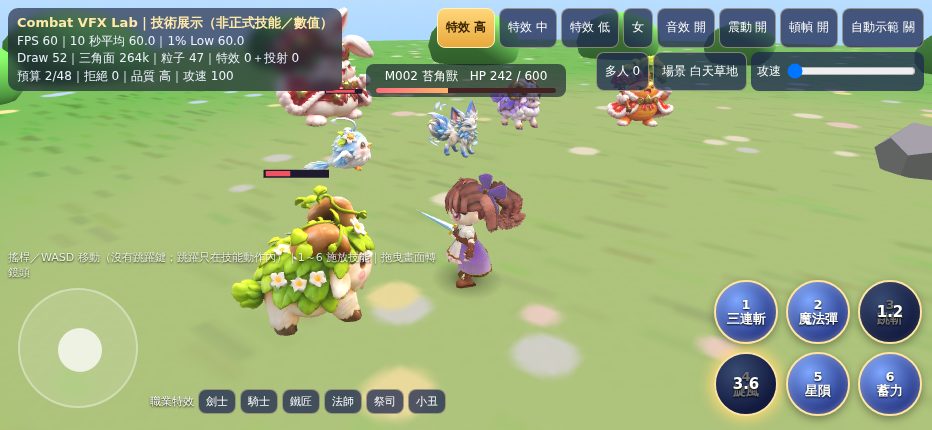 Combat VFX Lab | 技術展示（非正式技能／數值）
FPS 60 | 10 秒平均 60.0 | 1% Low 60.0
Draw 52 | 三角面 264k | 粒子 47 | 特效 0＋投射 0
預算 2/48 | 拒絕 0 | 品質 高 | 攻速 100
特效 高
特效 中
特效 低
女
音效 開
震動 開
頓幀 開
自動示範 關
多人 0
場景 白天草地
攻速
M002 苔角獸 HP 242 / 600
搖桿／WASD 移動（沒有跳躍鍵；跳躍只在技能動作內） | 1~6 施放技能 | 拖曳畫面轉
鏡頭
1
三連斬
2
魔法彈
3
跳斬
1.2
4
旋風
3.6
5
星隕
6
蓄力
職業特效
劍士
騎士
鐵匠
法師
祭司
小丑